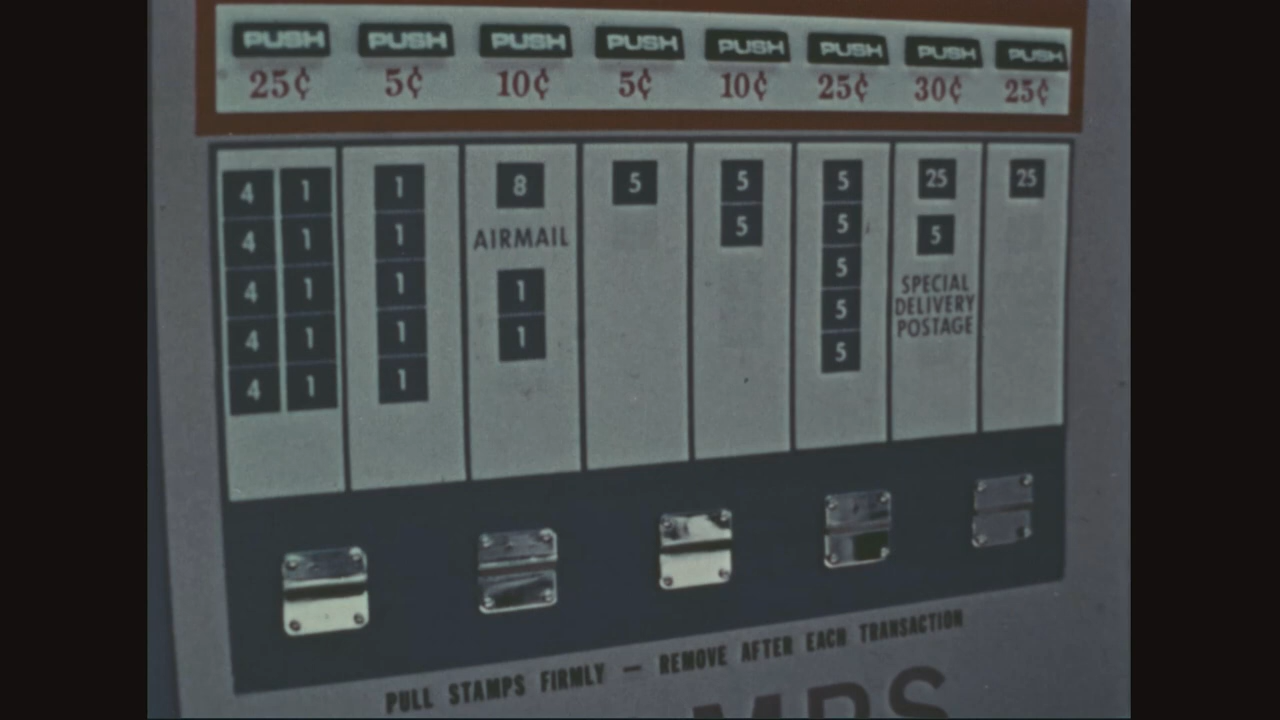 PUSH PUSH PUSH PUSH PUSH PUSH PUSH PUSH
25¢ 5¢ 10¢ 5¢ 10¢ 25¢ 30¢ 25¢
4 1 1 8 5 5 5 25 25
4 1 1 AIRMAIL 5 5 5
4 1 1 1 5 SPECIAL
4 1 1 1 5 DELIVERY
4 1 1 5 POSTAGE
PULL STAMPS FIRMLY — REMOVE AFTER EACH TRANSACTION
MPS